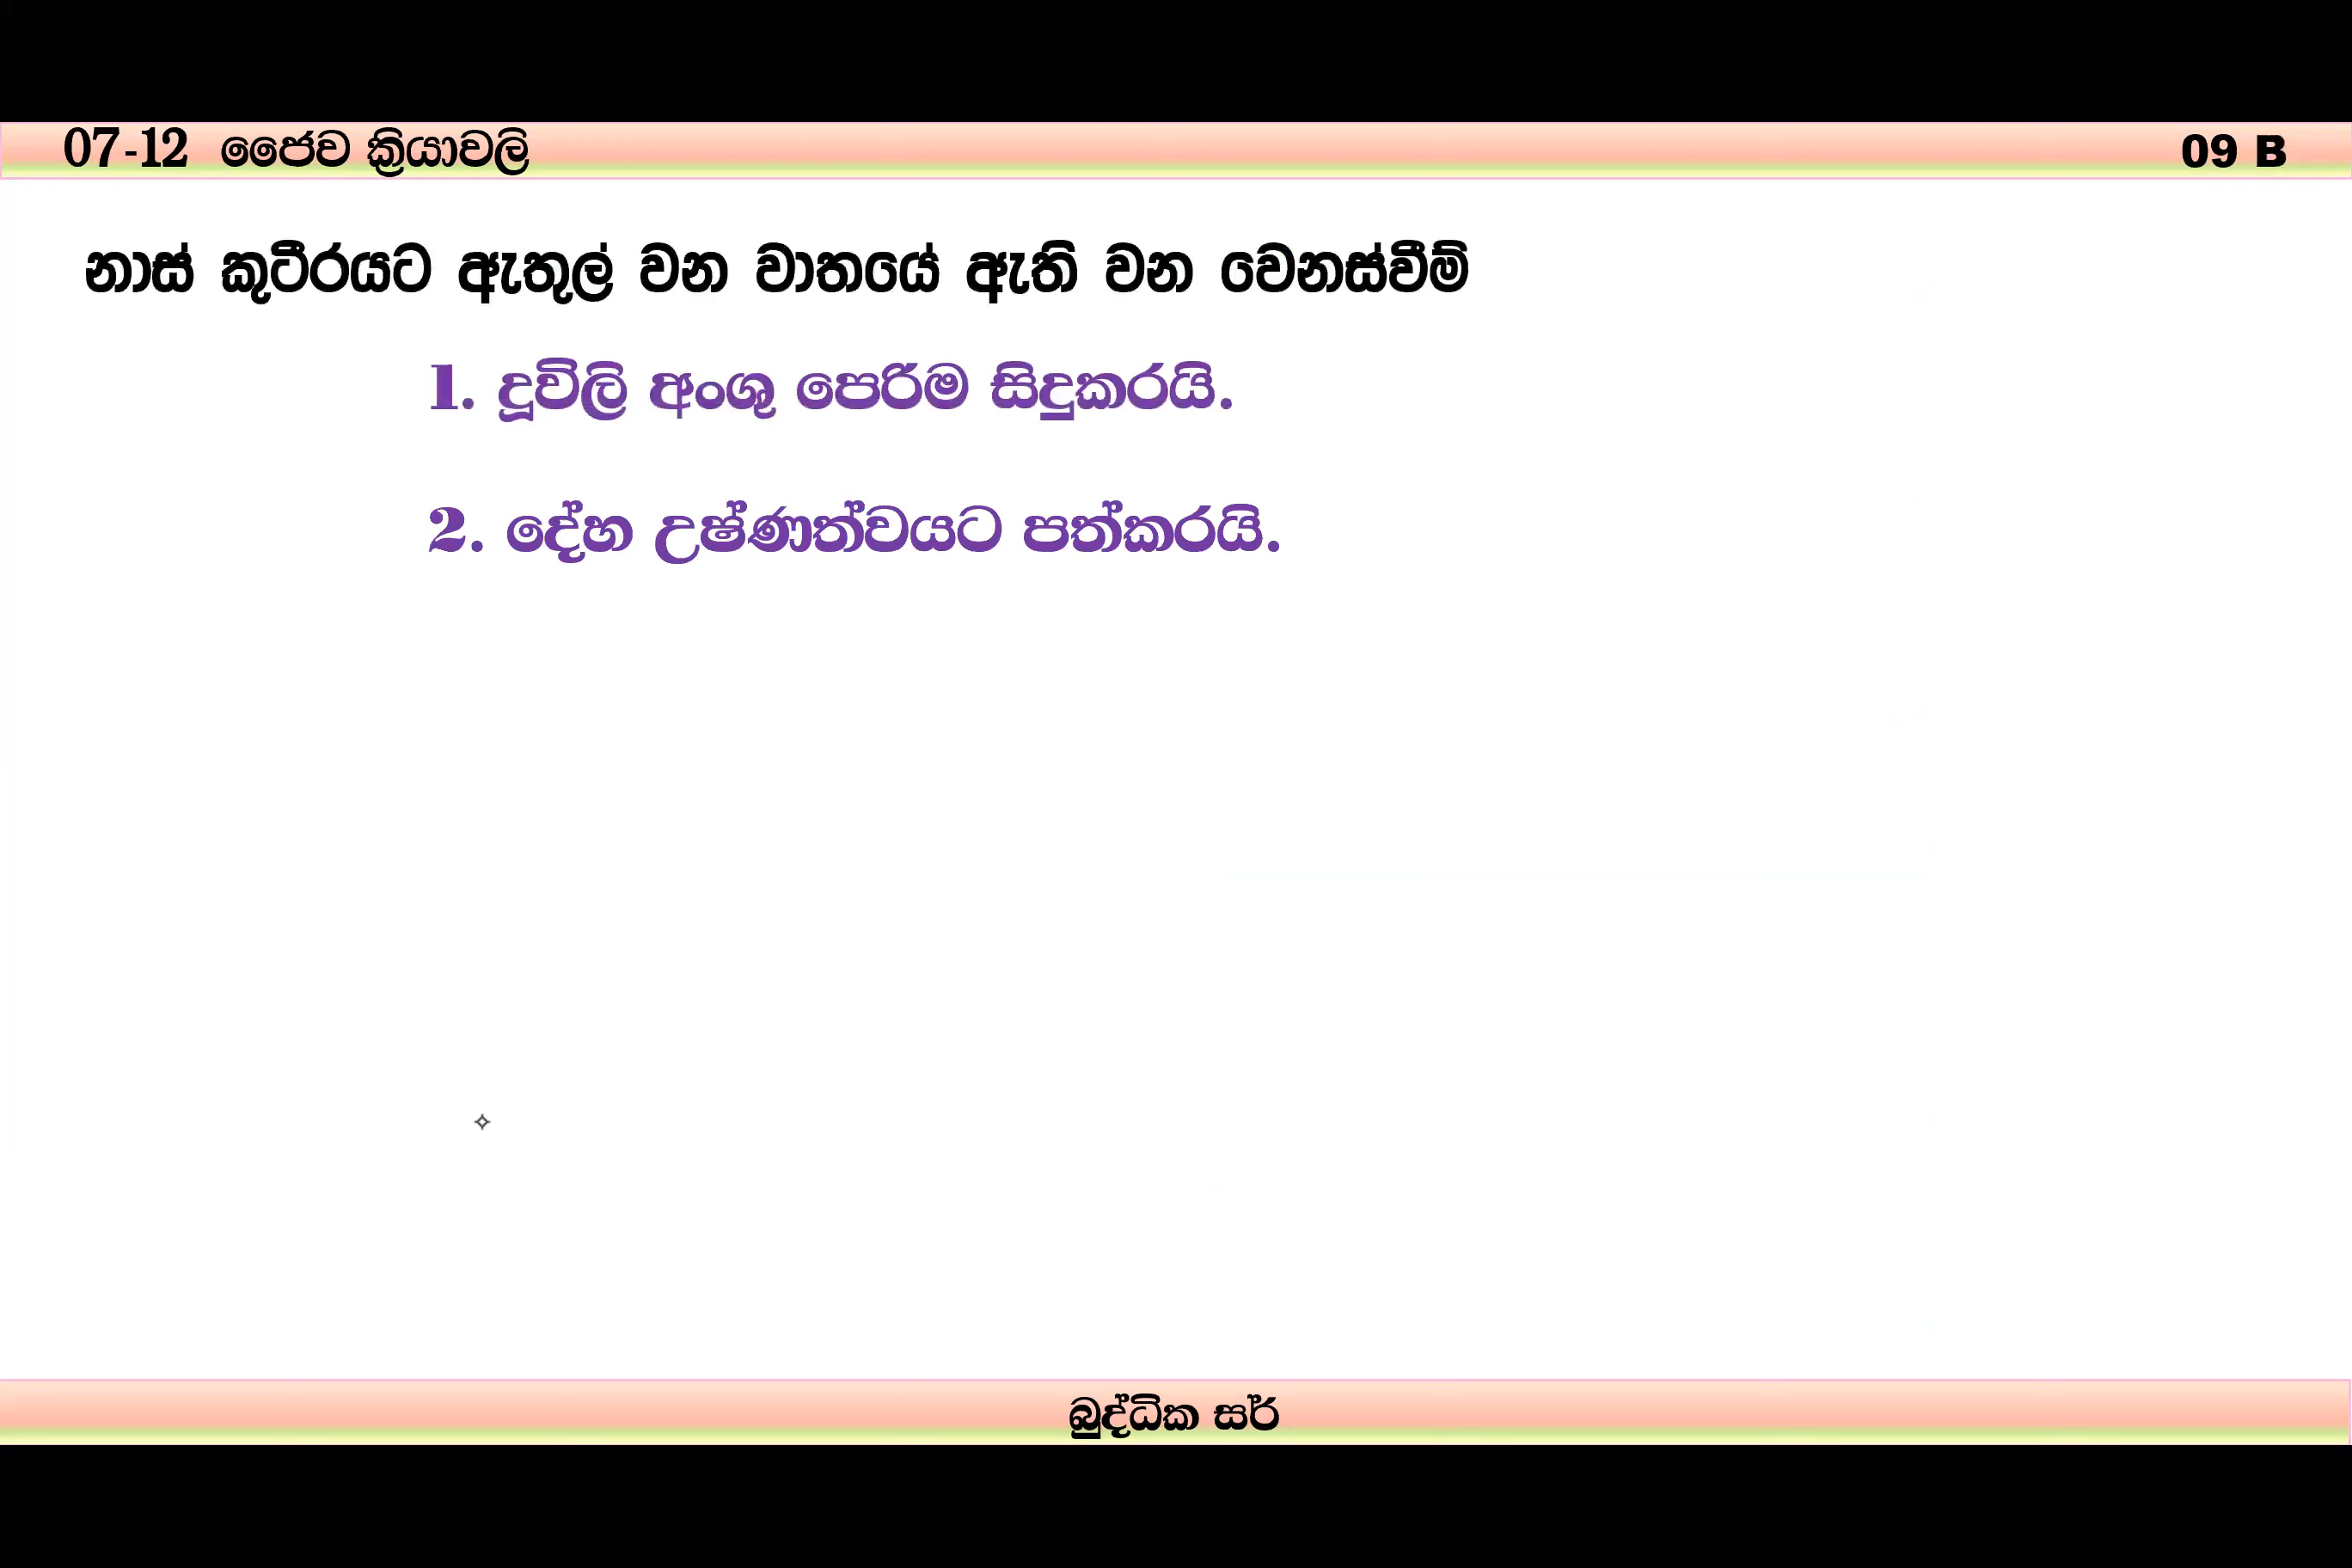 07-12 ජෛව ක්‍රියාවලි
09 B
නාස් කුටීරයට ඇතුල් වන වාතයේ ඇති වන වෙනස්වීම්
1. දූවිලි අංශු පෙරීම සිදුකරයි.
2. දේහ උෂ්ණත්වයට පත්කරයි.
බුද්ධික සර්